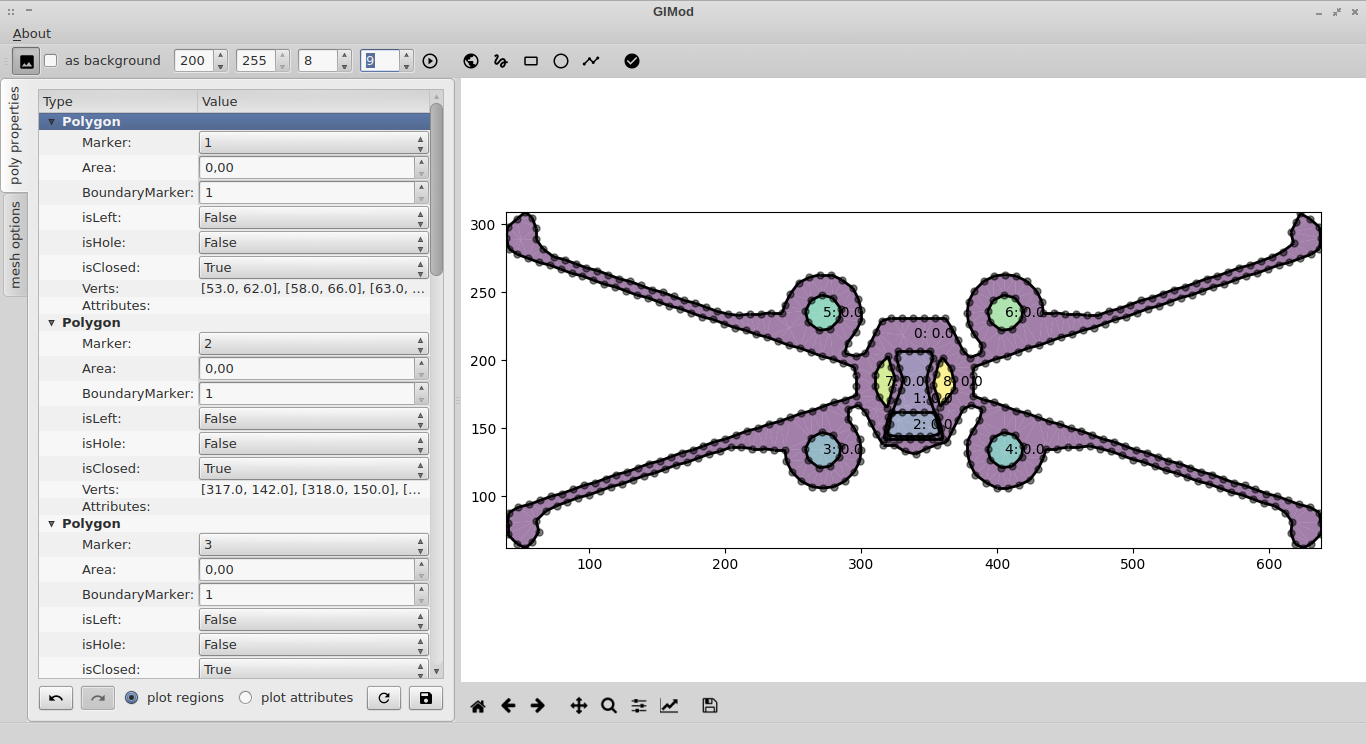 GIMod
About
as background 200 255 8 9
poly properties
mesh options
Type Value
Polygon
Marker: 1
Area: 0,00
BoundaryMarker: 1
isLeft: False
isHole: False
isClosed: True
Verts: [53.0, 62.0], [58.0, 66.0], [63.0, ...
Attributes:
Polygon
Marker: 2
Area: 0,00
BoundaryMarker: 1
isLeft: False
isHole: False
isClosed: True
Verts: [317.0, 142.0], [318.0, 150.0], [...
Attributes:
Polygon
Marker: 3
Area: 0,00
BoundaryMarker: 1
isLeft: False
isHole: False
isClosed: True
plot regions plot attributes
300
250
200
150
100
5: 0.0 6: 0.0
0: 0.0
7: 0.0 8: 0.0
1: 0.0
2: 0.0
3: 0.0 4: 0.0
100 200 300 400 500 600